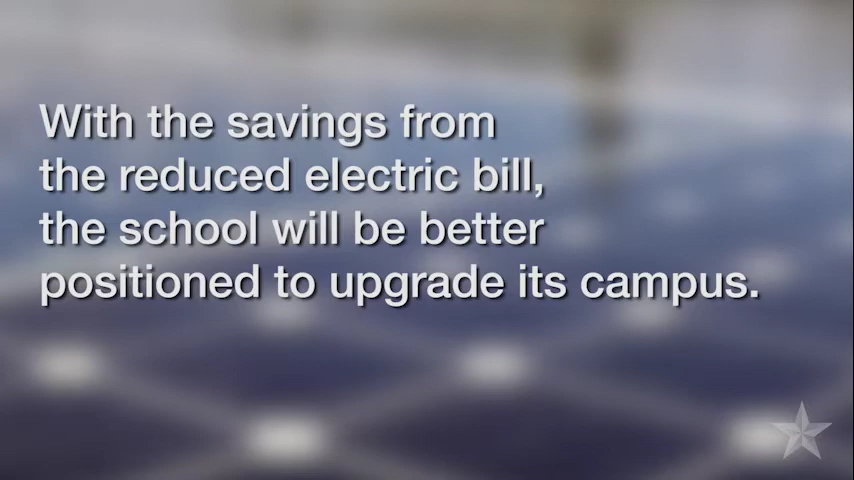 With the savings from
the reduced electric bill,
the school will be better
positioned to upgrade its campus.